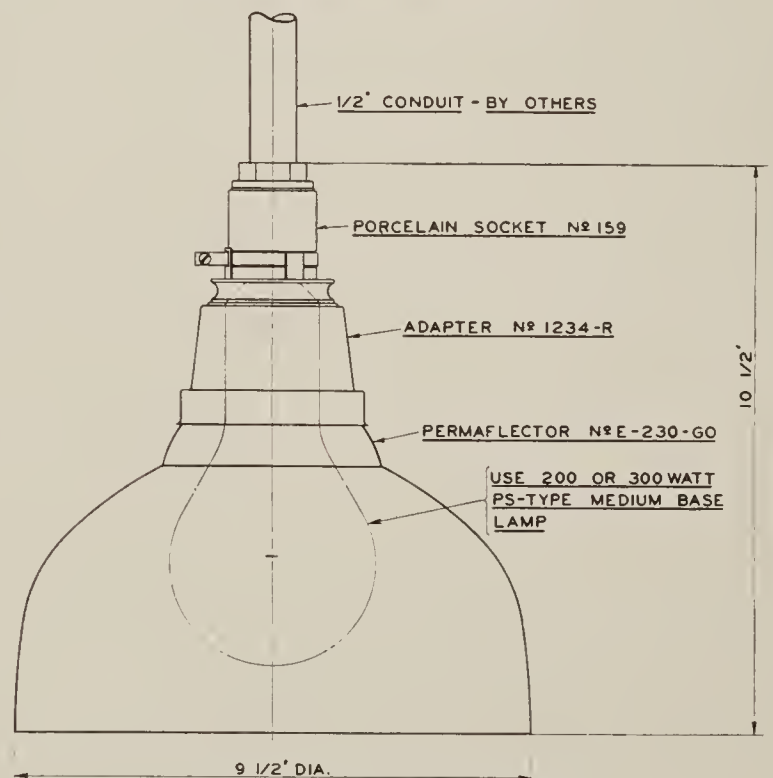 1/2" CONDUIT - BY OTHERS
PORCELAIN SOCKET Nº 159
ADAPTER Nº 1234-R
PERMAFLECTOR Nº E-230-GO
USE 200 OR 300 WATT
PS-TYPE MEDIUM BASE
LAMP
10 1/2"
9 1/2" DIA.